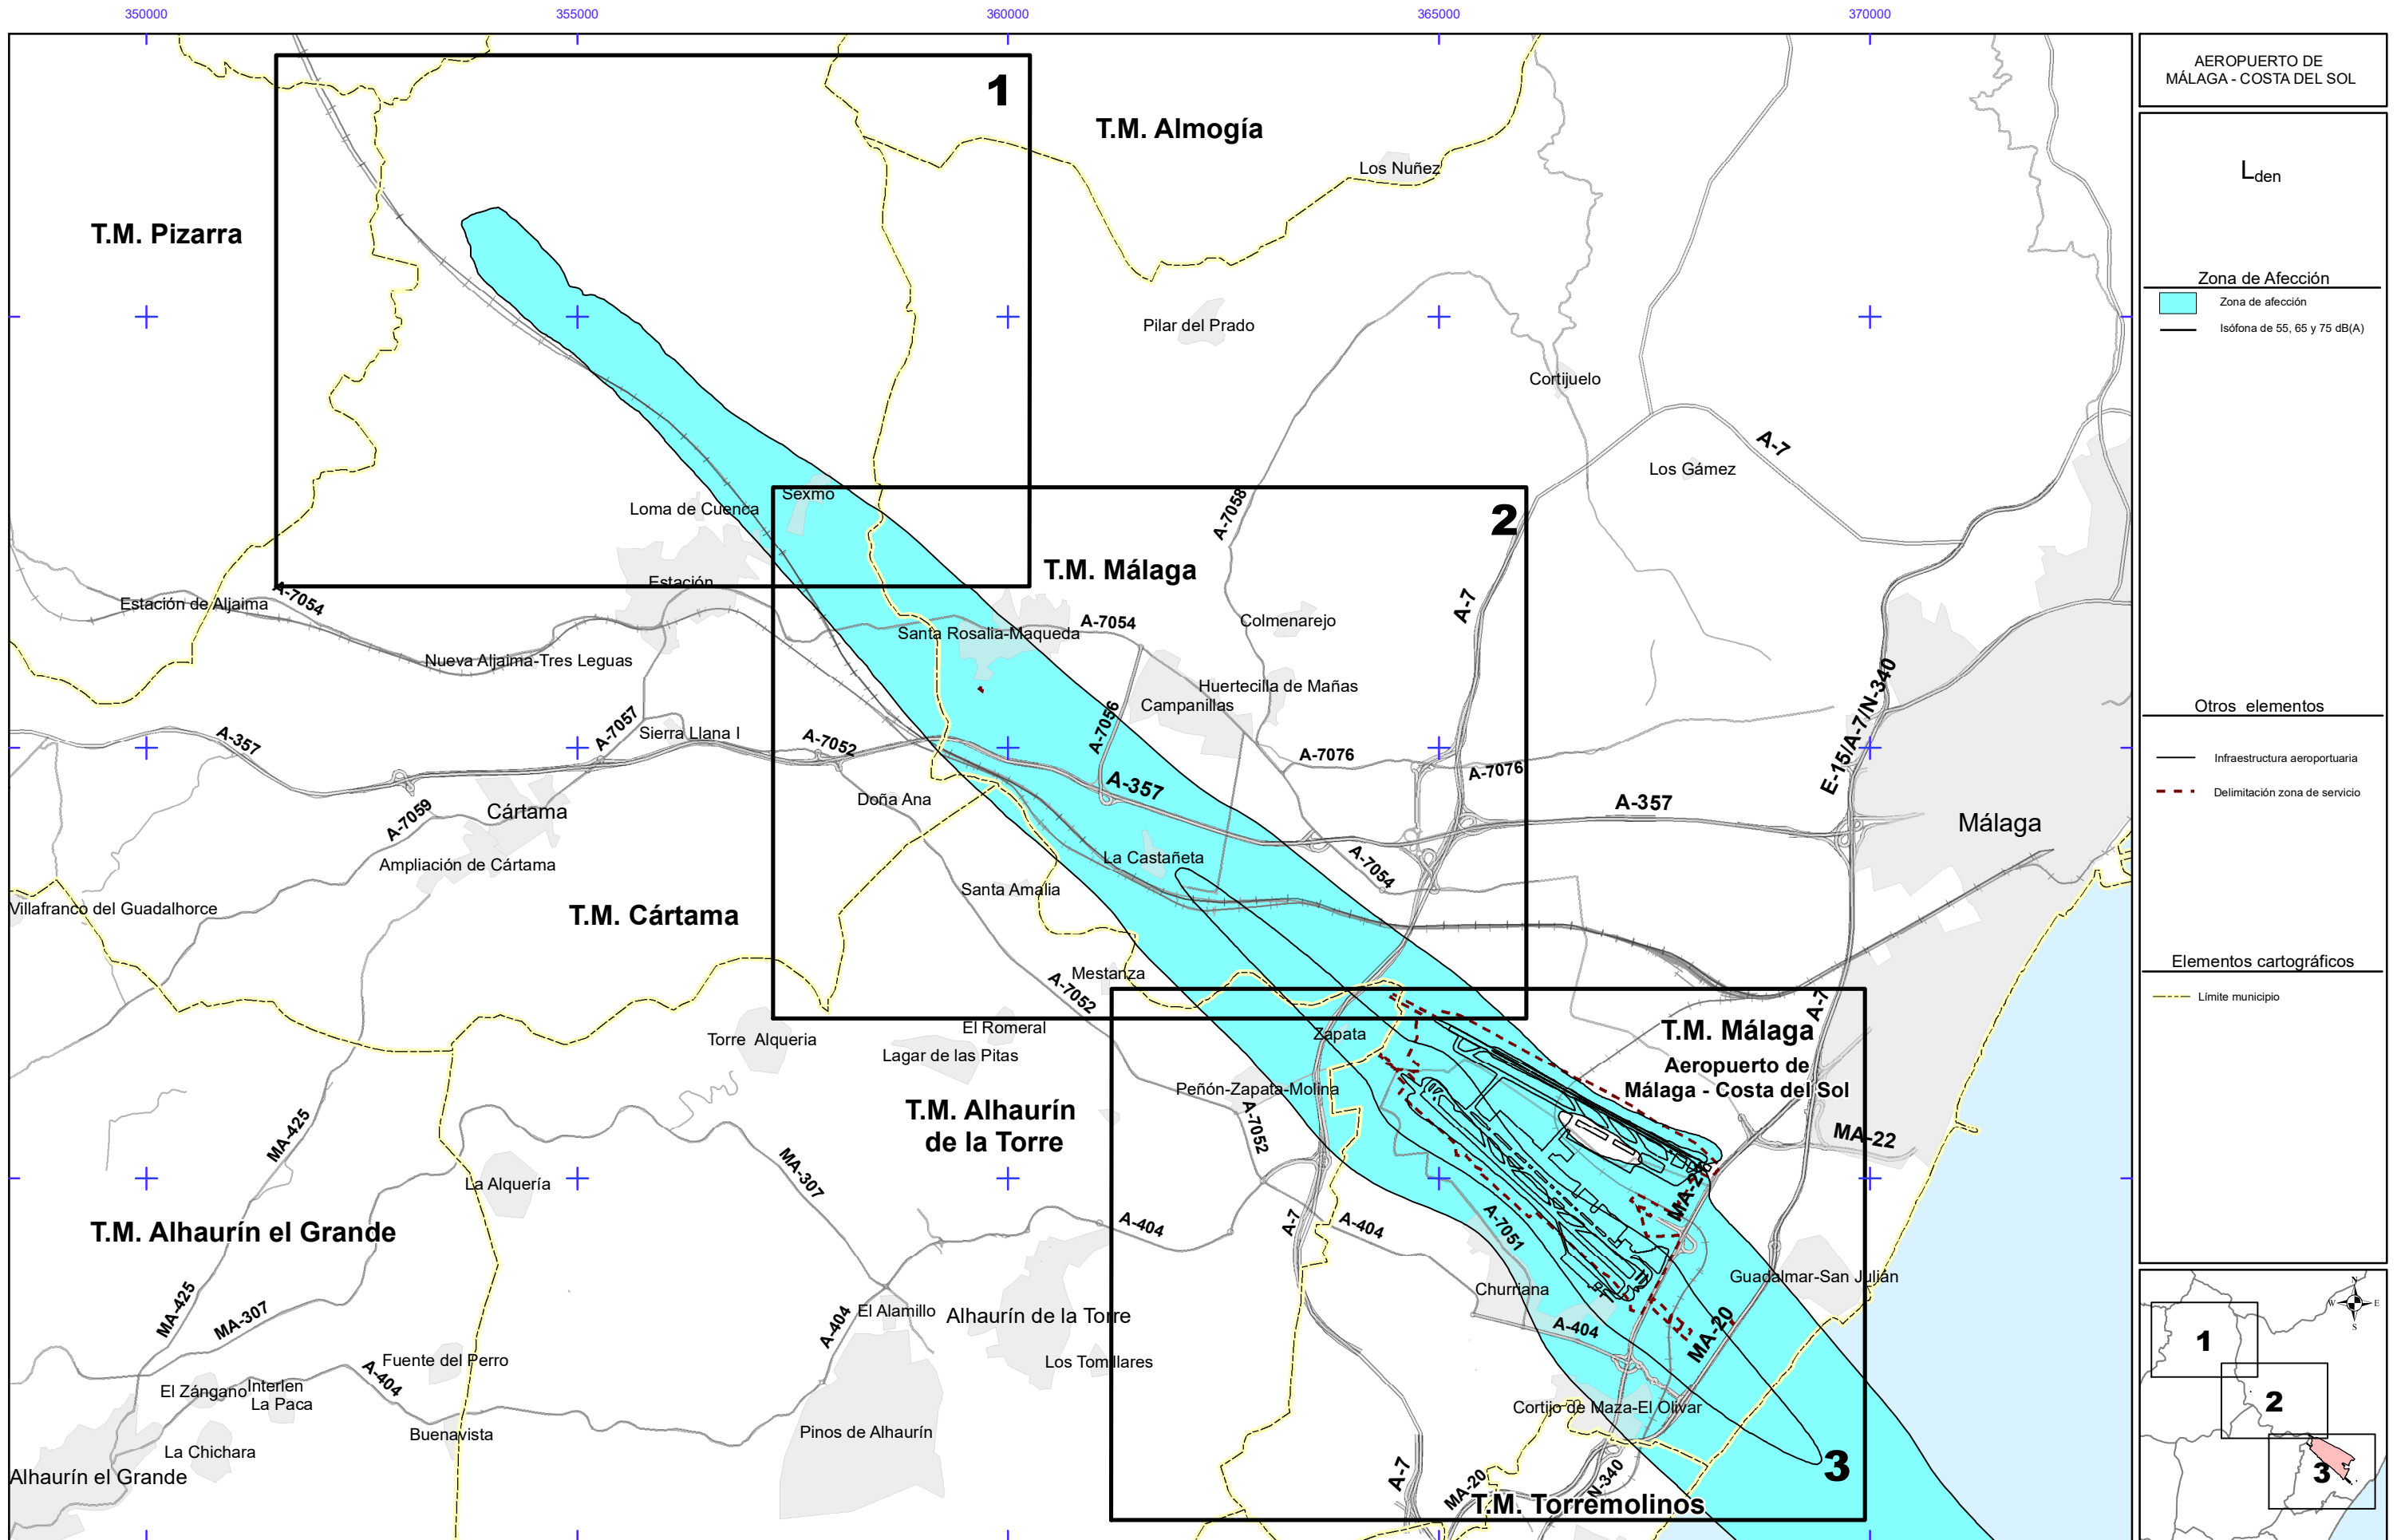 350000
355000
360000
365000
370000
AEROPUERTO DE
MÁLAGA - COSTA DEL SOL
Lden
Zona de Afección
Zona de afección
Isófona de 55, 65 y 75 dB(A)
Otros elementos
Infraestructura aeroportuaria
Delimitación zona de servicio
Elementos cartográficos
Límite municipio
N
W
E
S
1
2
3
1
T.M. Almogía
Los Nuñez
T.M. Pizarra
Pilar del Prado
Cortijuelo
A-7
Los Gámez
Sexmo
Loma de Cuenca
A-7058
2
T.M. Málaga
Estación
A-7054
Estación de Aljaima
A-7
A-7054
Colmenarejo
Santa Rosalia-Maqueda
Nueva Aljaima-Tres Leguas
Huertecilla de Mañas
Campanillas
E-15/A-7/N-340
A-7057
A-7056
Sierra Llana I
A-357
A-7052
A-7076
A-7076
A-357
Doña Ana
A-357
Cártama
A-7059
Málaga
La Castañeta
A-7054
Ampliación de Cártama
Santa Amalia
Villafranco del Guadalhorce
T.M. Cártama
Mestanza
A-7052
A-7
El Romeral
Zapata
T.M. Málaga
Torre Alqueria
Lagar de las Pitas
Aeropuerto de
Málaga - Costa del Sol
Peñón-Zapata-Molina
T.M. Alhaurín
de la Torre
A-7052
MA-425
MA-22
MA-307
La Alquería
MA-21
A-7
A-404
A-404
A-7051
T.M. Alhaurín el Grande
Guadalmar-San Julián
Churriana
MA-425
MA-307
A-404
El Alamillo
Alhaurín de la Torre
A-404
MA-20
Fuente del Perro
Los Tomillares
A-404
El Zángano
Interlen
La Paca
Cortijo de Maza-El Olivar
Buenavista
Pinos de Alhaurín
La Chichara
3
Alhaurín el Grande
A-7
MA-20
N-340
T.M. Torremolinos